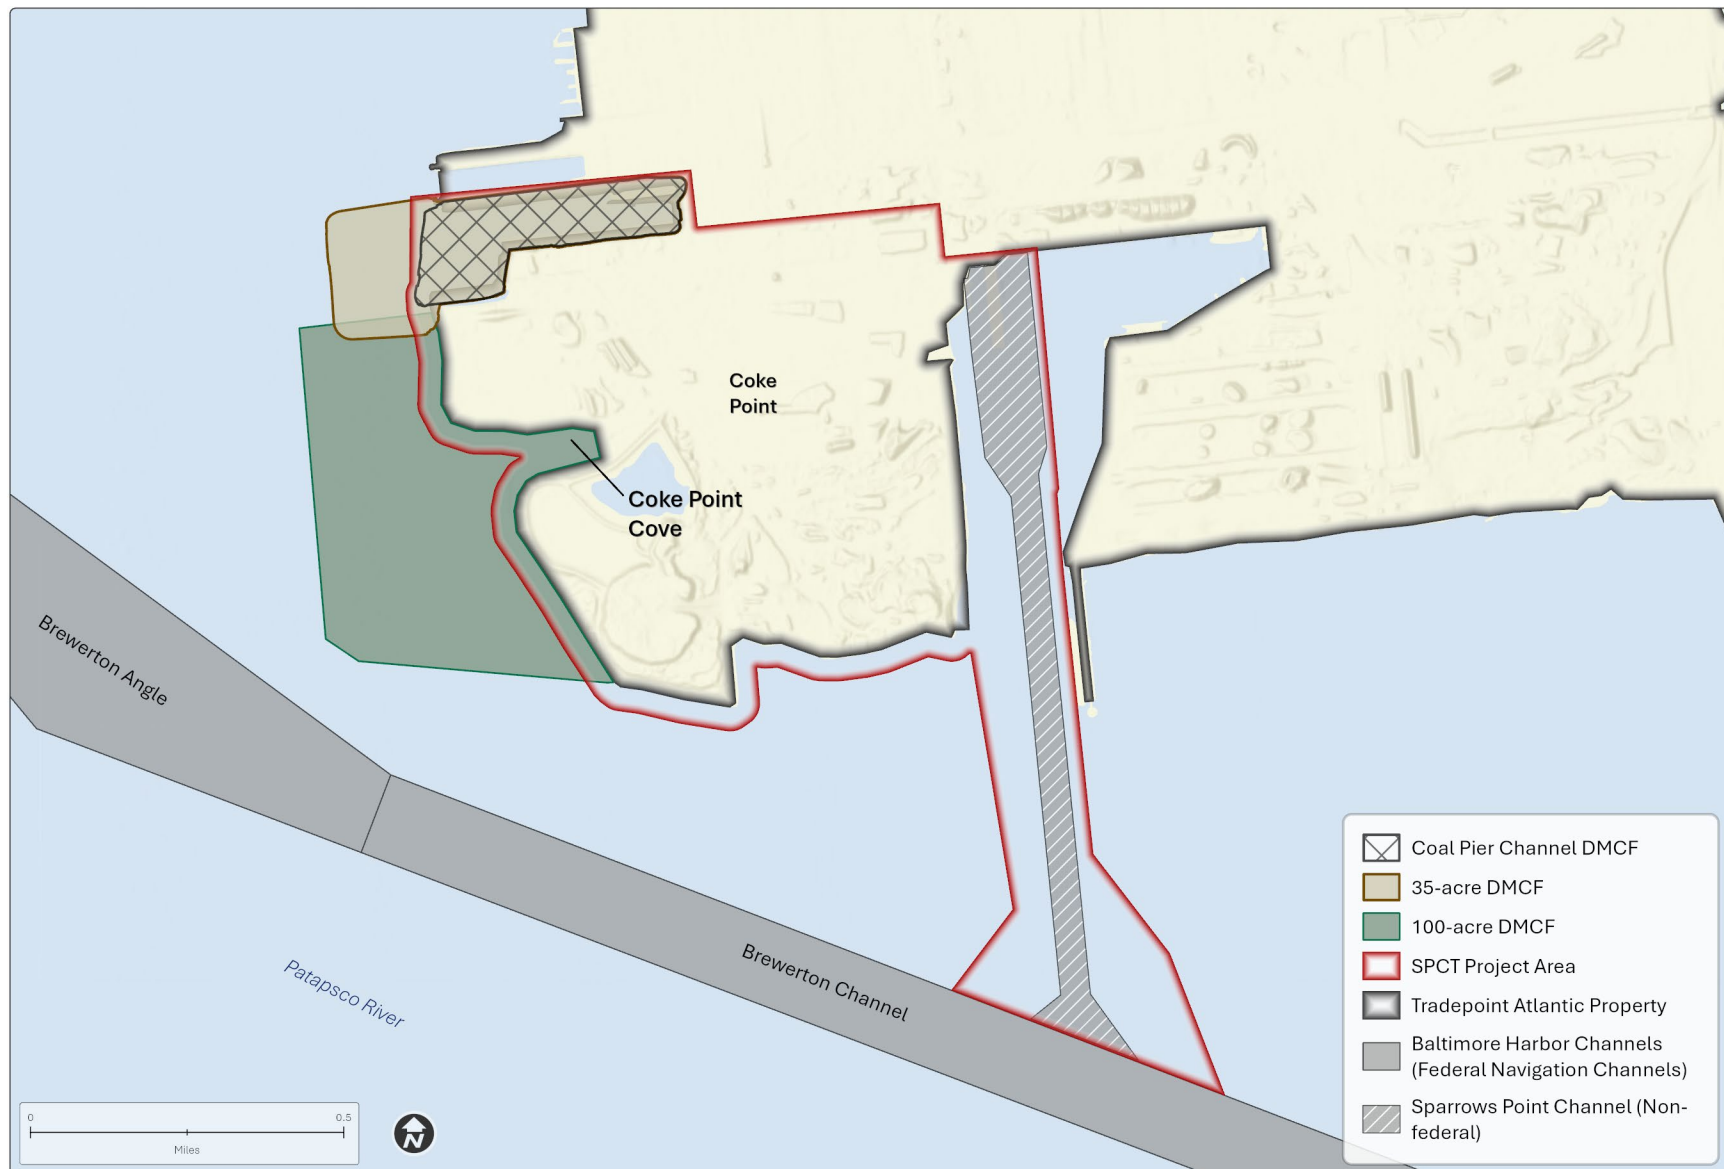 Coke
Point
Coke Point
Cove
Brewerton Angle
Brewerton Channel
Patapsco River
0
0.5
Miles
N
Coal Pier Channel DMCF
35-acre DMCF
100-acre DMCF
SPCT Project Area
Tradepoint Atlantic Property
Baltimore Harbor Channels
(Federal Navigation Channels)
Sparrows Point Channel (Non-
federal)